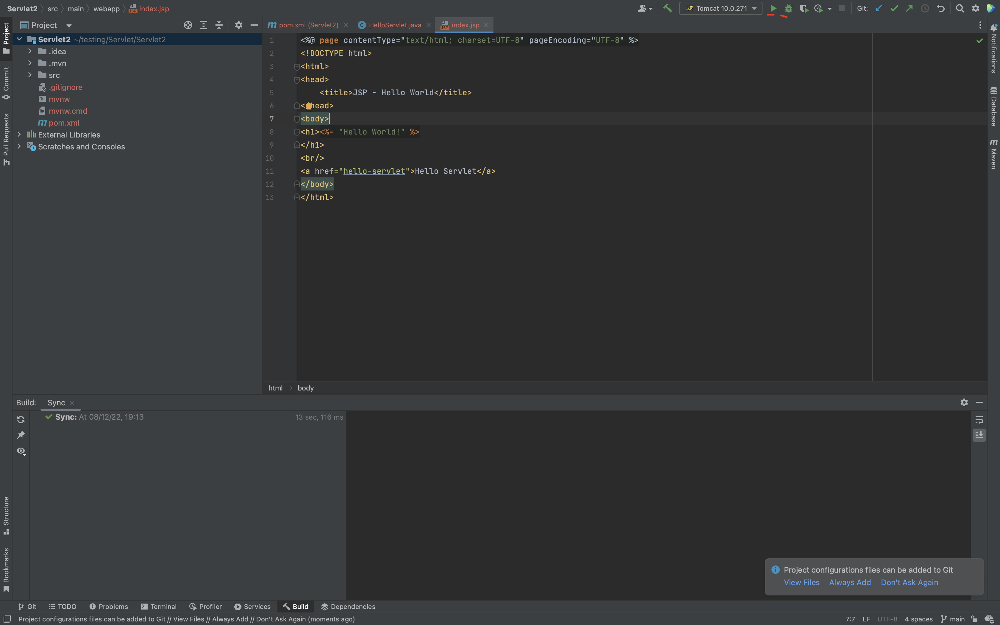 Servlet2 src main webapp index.jsp Tomcat 10.0.271 Git:
Project
pom.xml (Servlet2) HelloServlet.java index.jsp
Servlet2 ~/testing/Servlet/Servlet2
.idea
.mvn
src
.gitignore
mvnw
mvnw.cmd
pom.xml
External Libraries
Scratches and Consoles
Project
Commit
Pull Requests
Structure
Bookmarks
1 <%@ page contentType="text/html; charset=UTF-8" pageEncoding="UTF-8" %>
2 <!DOCTYPE html>
3 <html>
4 <head>
5 <title>JSP - Hello World</title>
6 < head>
7 <body>
8 <h1><%= "Hello World!" %>
9 </h1>
10 <br/>
11 <a href="hello-servlet">Hello Servlet</a>
12 </body>
13 </html>
html body
Notifications
Database
Maven
Build: Sync
Sync: At 08/12/22, 19:13 13 sec, 116 ms
Project configurations files can be added to Git
View Files Always Add Don't Ask Again
Git TODO Problems Terminal Profiler Services Build Dependencies
Project configurations files can be added to Git // View Files // Always Add // Don't Ask Again (moments ago) 7:7 LF UTF-8 4 spaces main